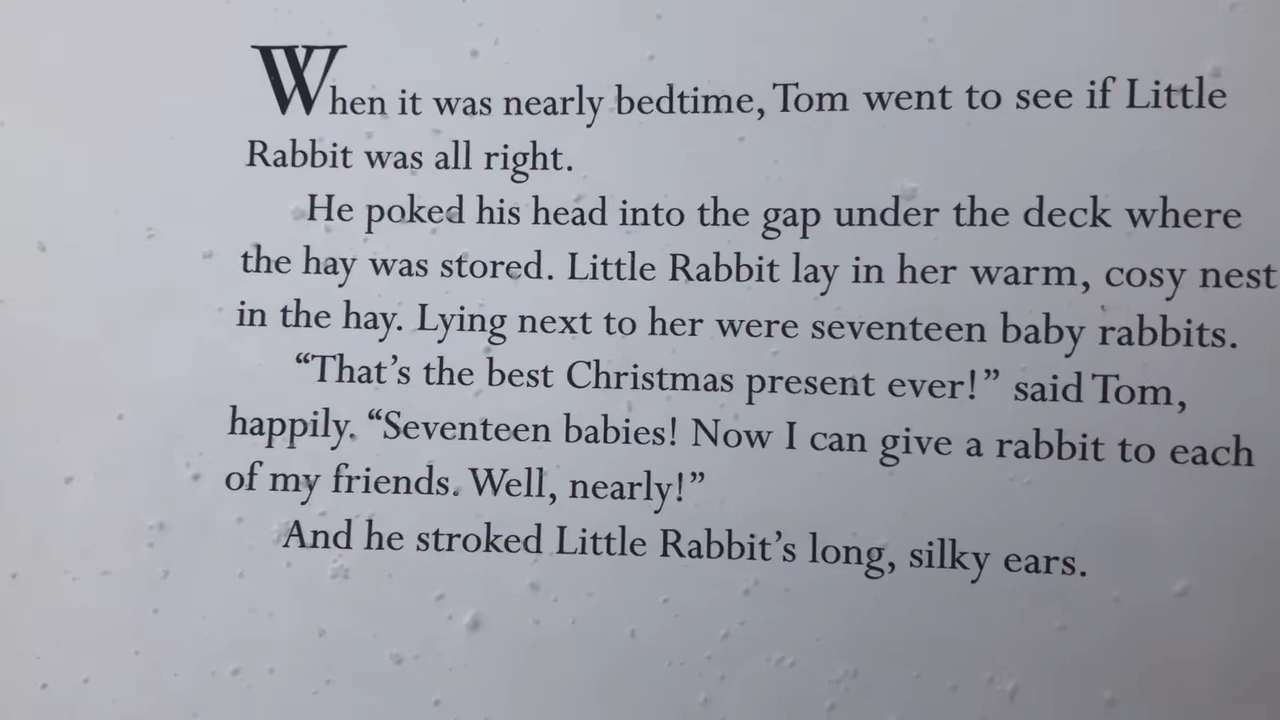 When it was nearly bedtime, Tom went to see if Little
Rabbit was all right.
He poked his head into the gap under the deck where
the hay was stored. Little Rabbit lay in her warm, cosy nest
in the hay. Lying next to her were seventeen baby rabbits.
“That’s the best Christmas present ever!” said Tom,
happily. “Seventeen babies! Now I can give a rabbit to each
of my friends. Well, nearly!”
And he stroked Little Rabbit’s long, silky ears.